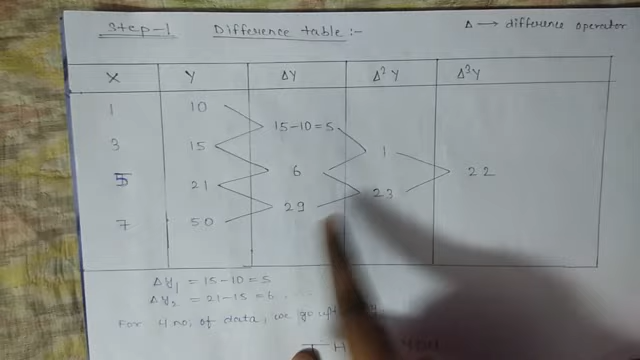 Step-1 Difference table:- Δ → difference operator
X Y ΔY Δ²Y Δ³Y
1 10
15-10=5
3 15 1
6 22
5 21 23
29
7 50
ΔY₁ = 15-10=5
ΔY₂ = 21-15=6 , ...
For 4 no. of data, we go upt